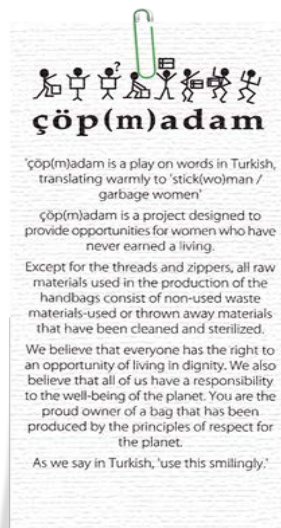 ?
çöp(m)adam
'çöp(m)adam is a play on words in Turkish,
translating warmly to 'stick(wo)man /
garbage women'
çöp(m)adam is a project designed to
provide opportunities for women who have
never earned a living.
Except for the threads and zippers, all raw
materials used in the production of the
handbags consist of non-used waste
materials-used or thrown away materials
that have been cleaned and sterilized.
We believe that everyone has the right to
an opportunity of living in dignity. We also
believe that all of us have a responsibility
to the well-being of the planet. You are the
proud owner of a bag that has been
produced by the principles of respect for
the planet.
As we say in Turkish, 'use this smilingly.'